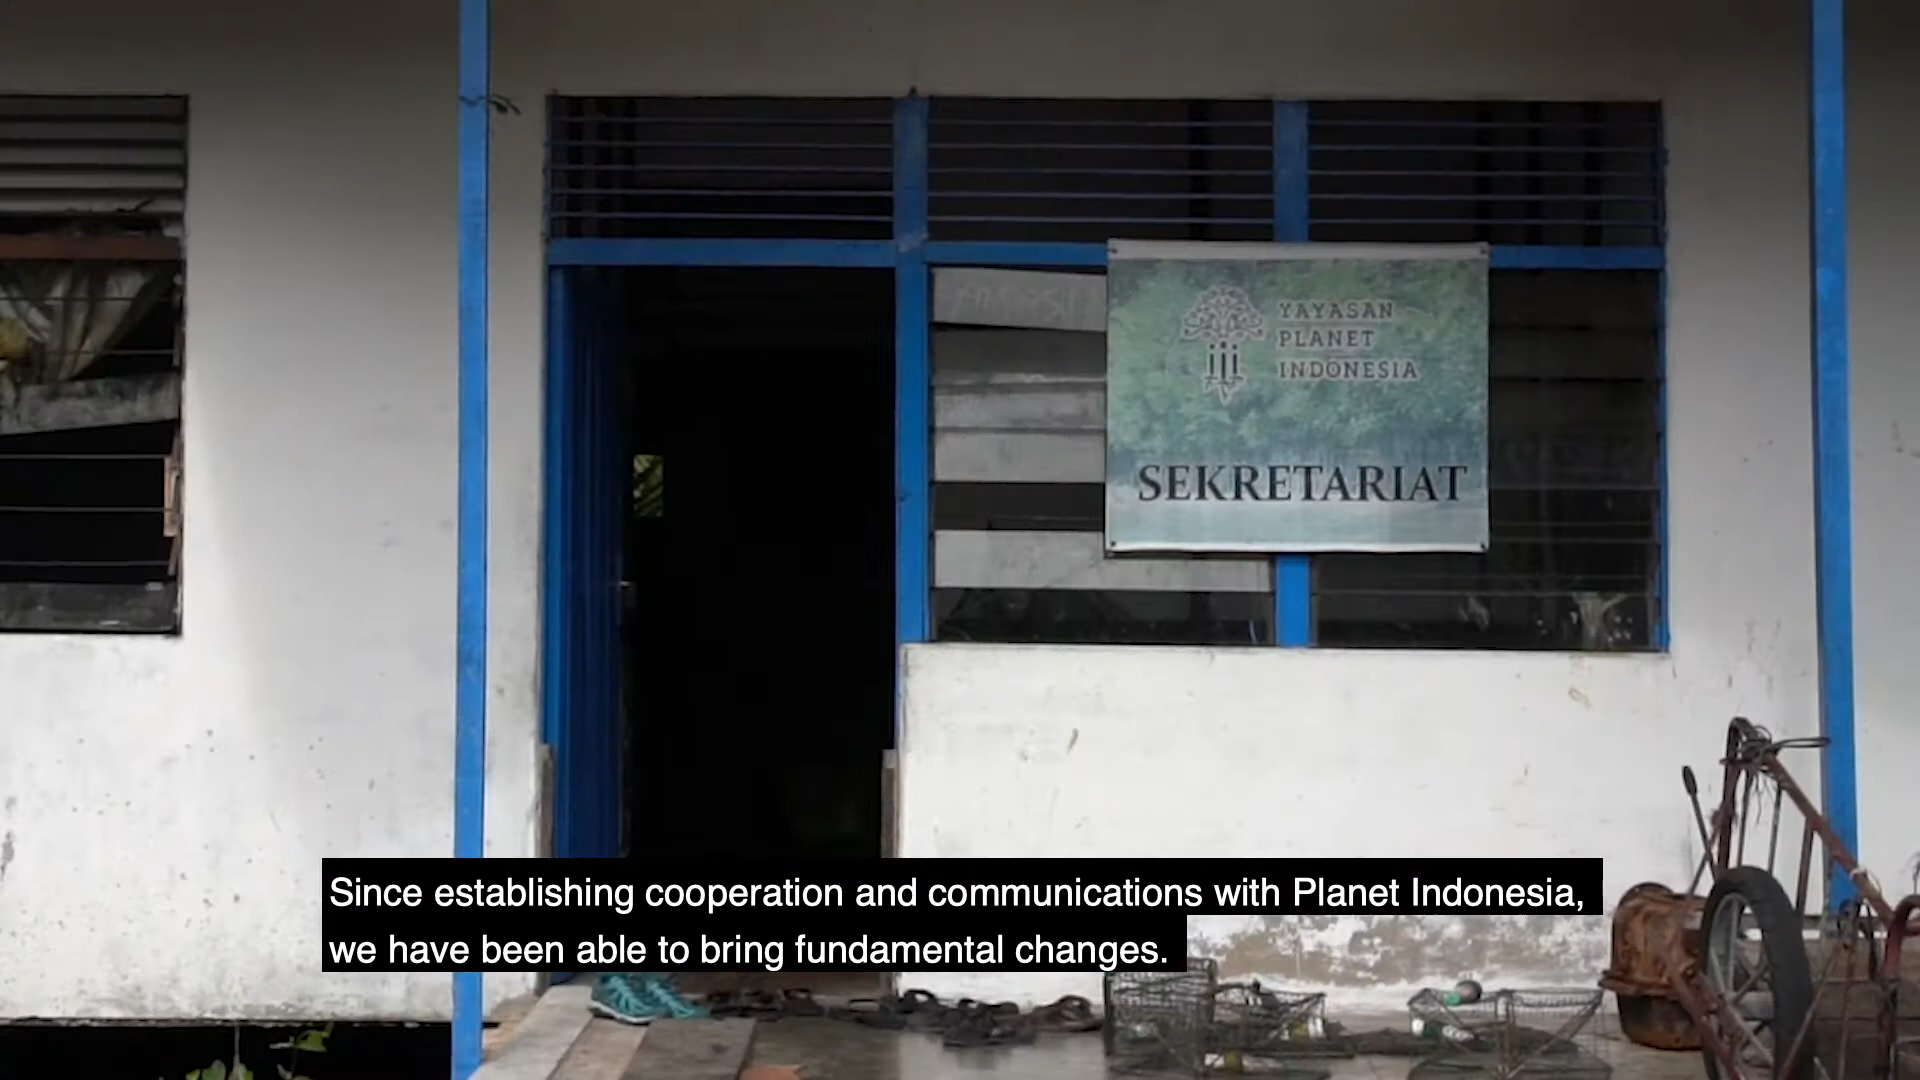 YAYASAN
PLANET
INDONESIA
SEKRETARIAT
Since establishing cooperation and communications with Planet Indonesia,
we have been able to bring fundamental changes.